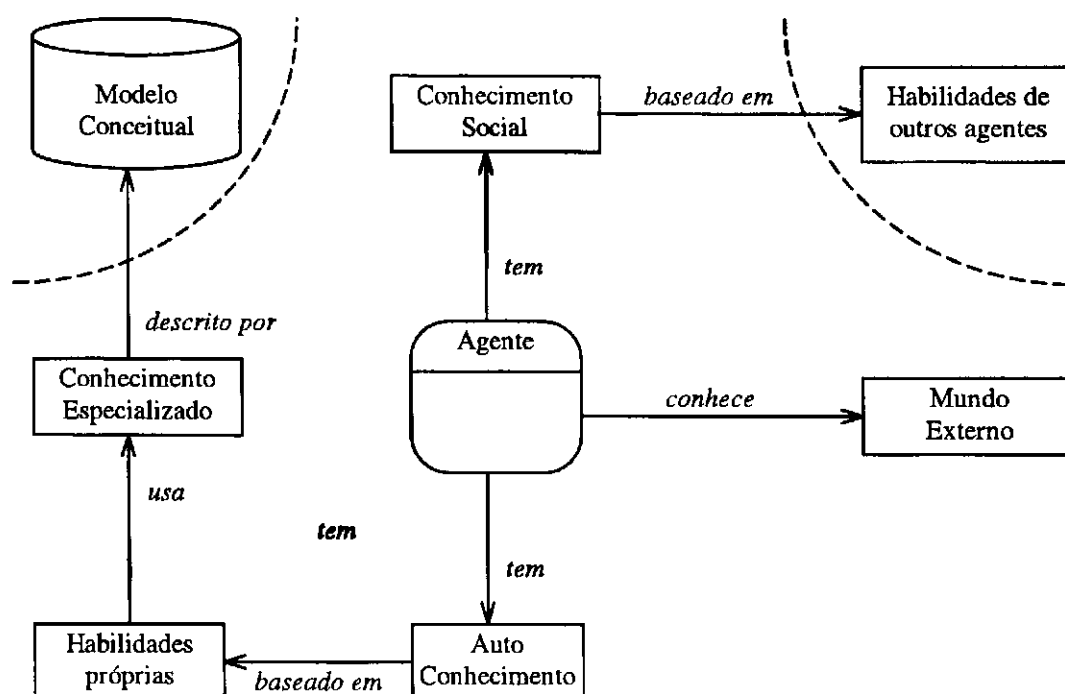 Modelo
Conceitual
Conhecimento
Social
baseado em
Habilidades de
outros agentes
tem
descrito por
Agente
Conhecimento
Especializado
conhece
Mundo
Externo
usa
tem
tem
Habilidades
próprias
baseado em
Auto
Conhecimento